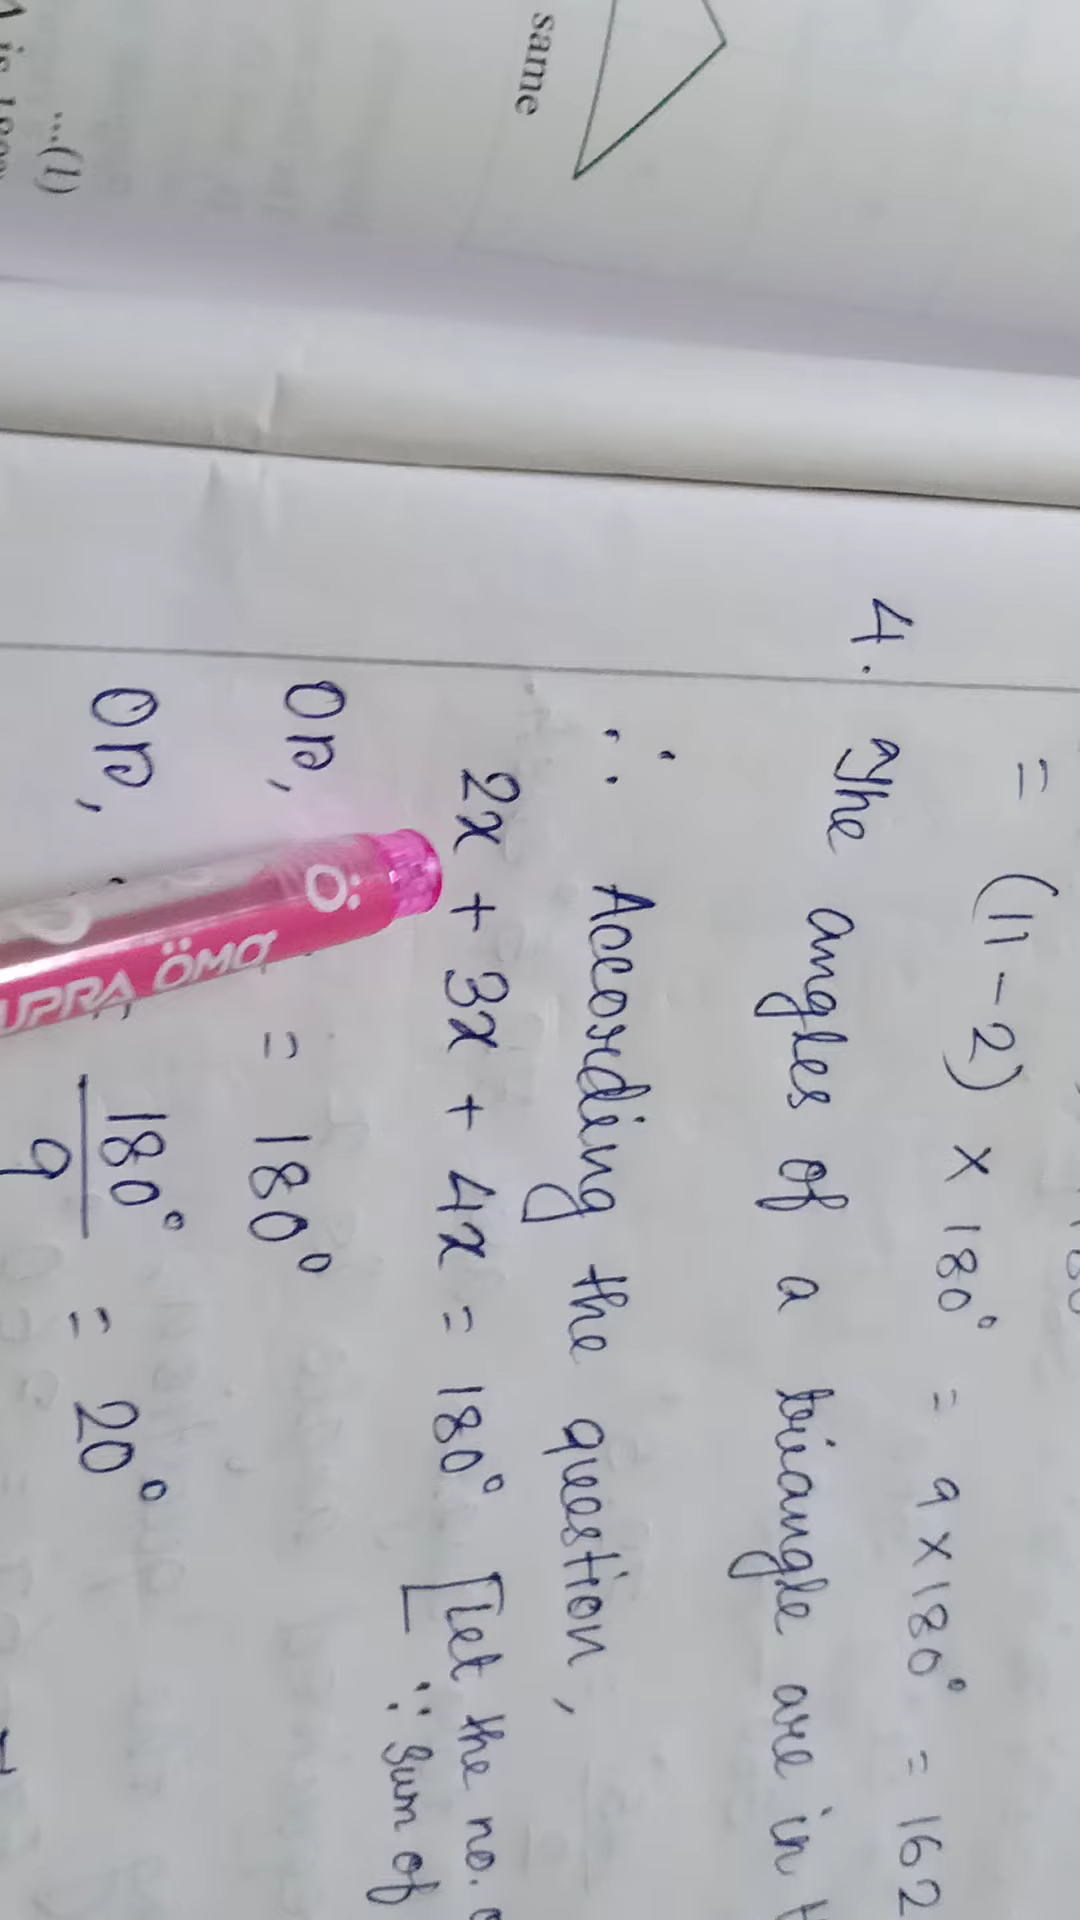 same
...(1)
= (11-2) × 180° = 9 × 180° = 162
4. The angles of a triangle are in
∴ According the question,
2x + 3x + 4x = 180° [Let the no.
∵ Sum of
or, = 180°
or, 180°/9 = 20°
UPRA ÖMO